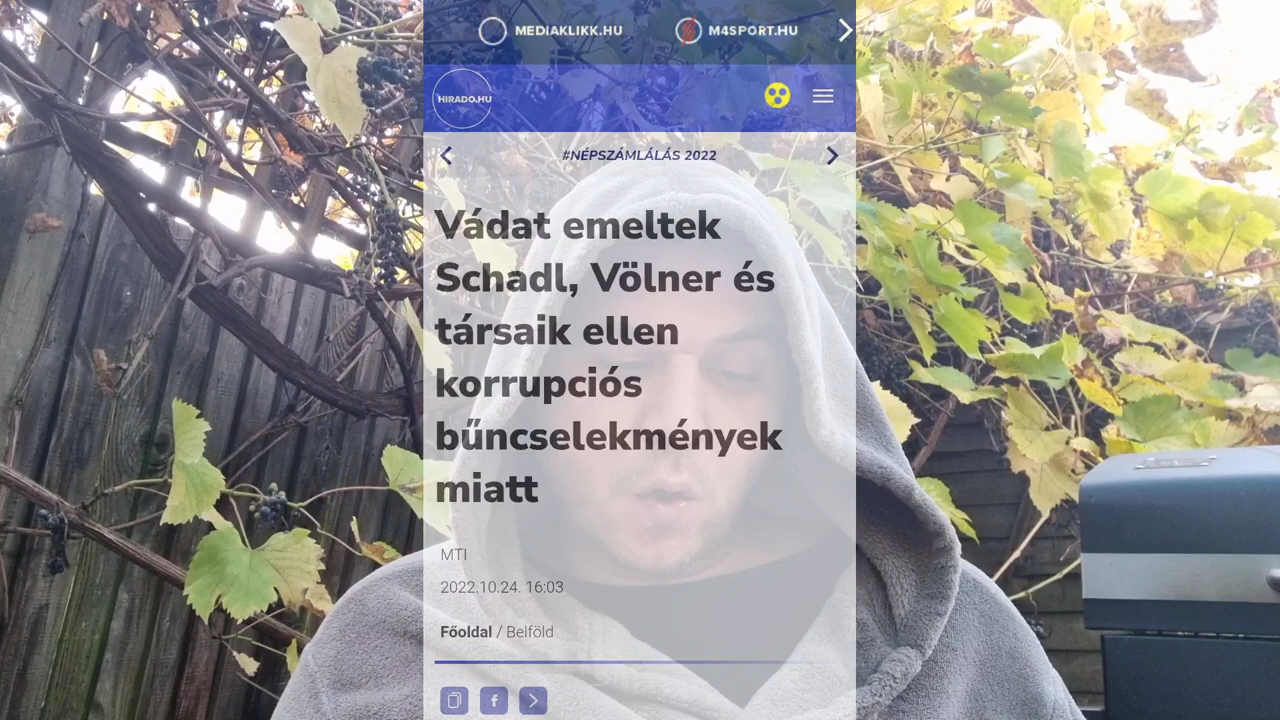 MEDIAKLIKK.HU
M4SPORT.HU
HIRADO.HU
#NÉPSZÁMLÁLÁS 2022
Vádat emeltek
Schadl, Völner és
társaik ellen
korrupciós
bűncselekmények
miatt
MTI
2022.10.24. 16:03
Főoldal / Belföld